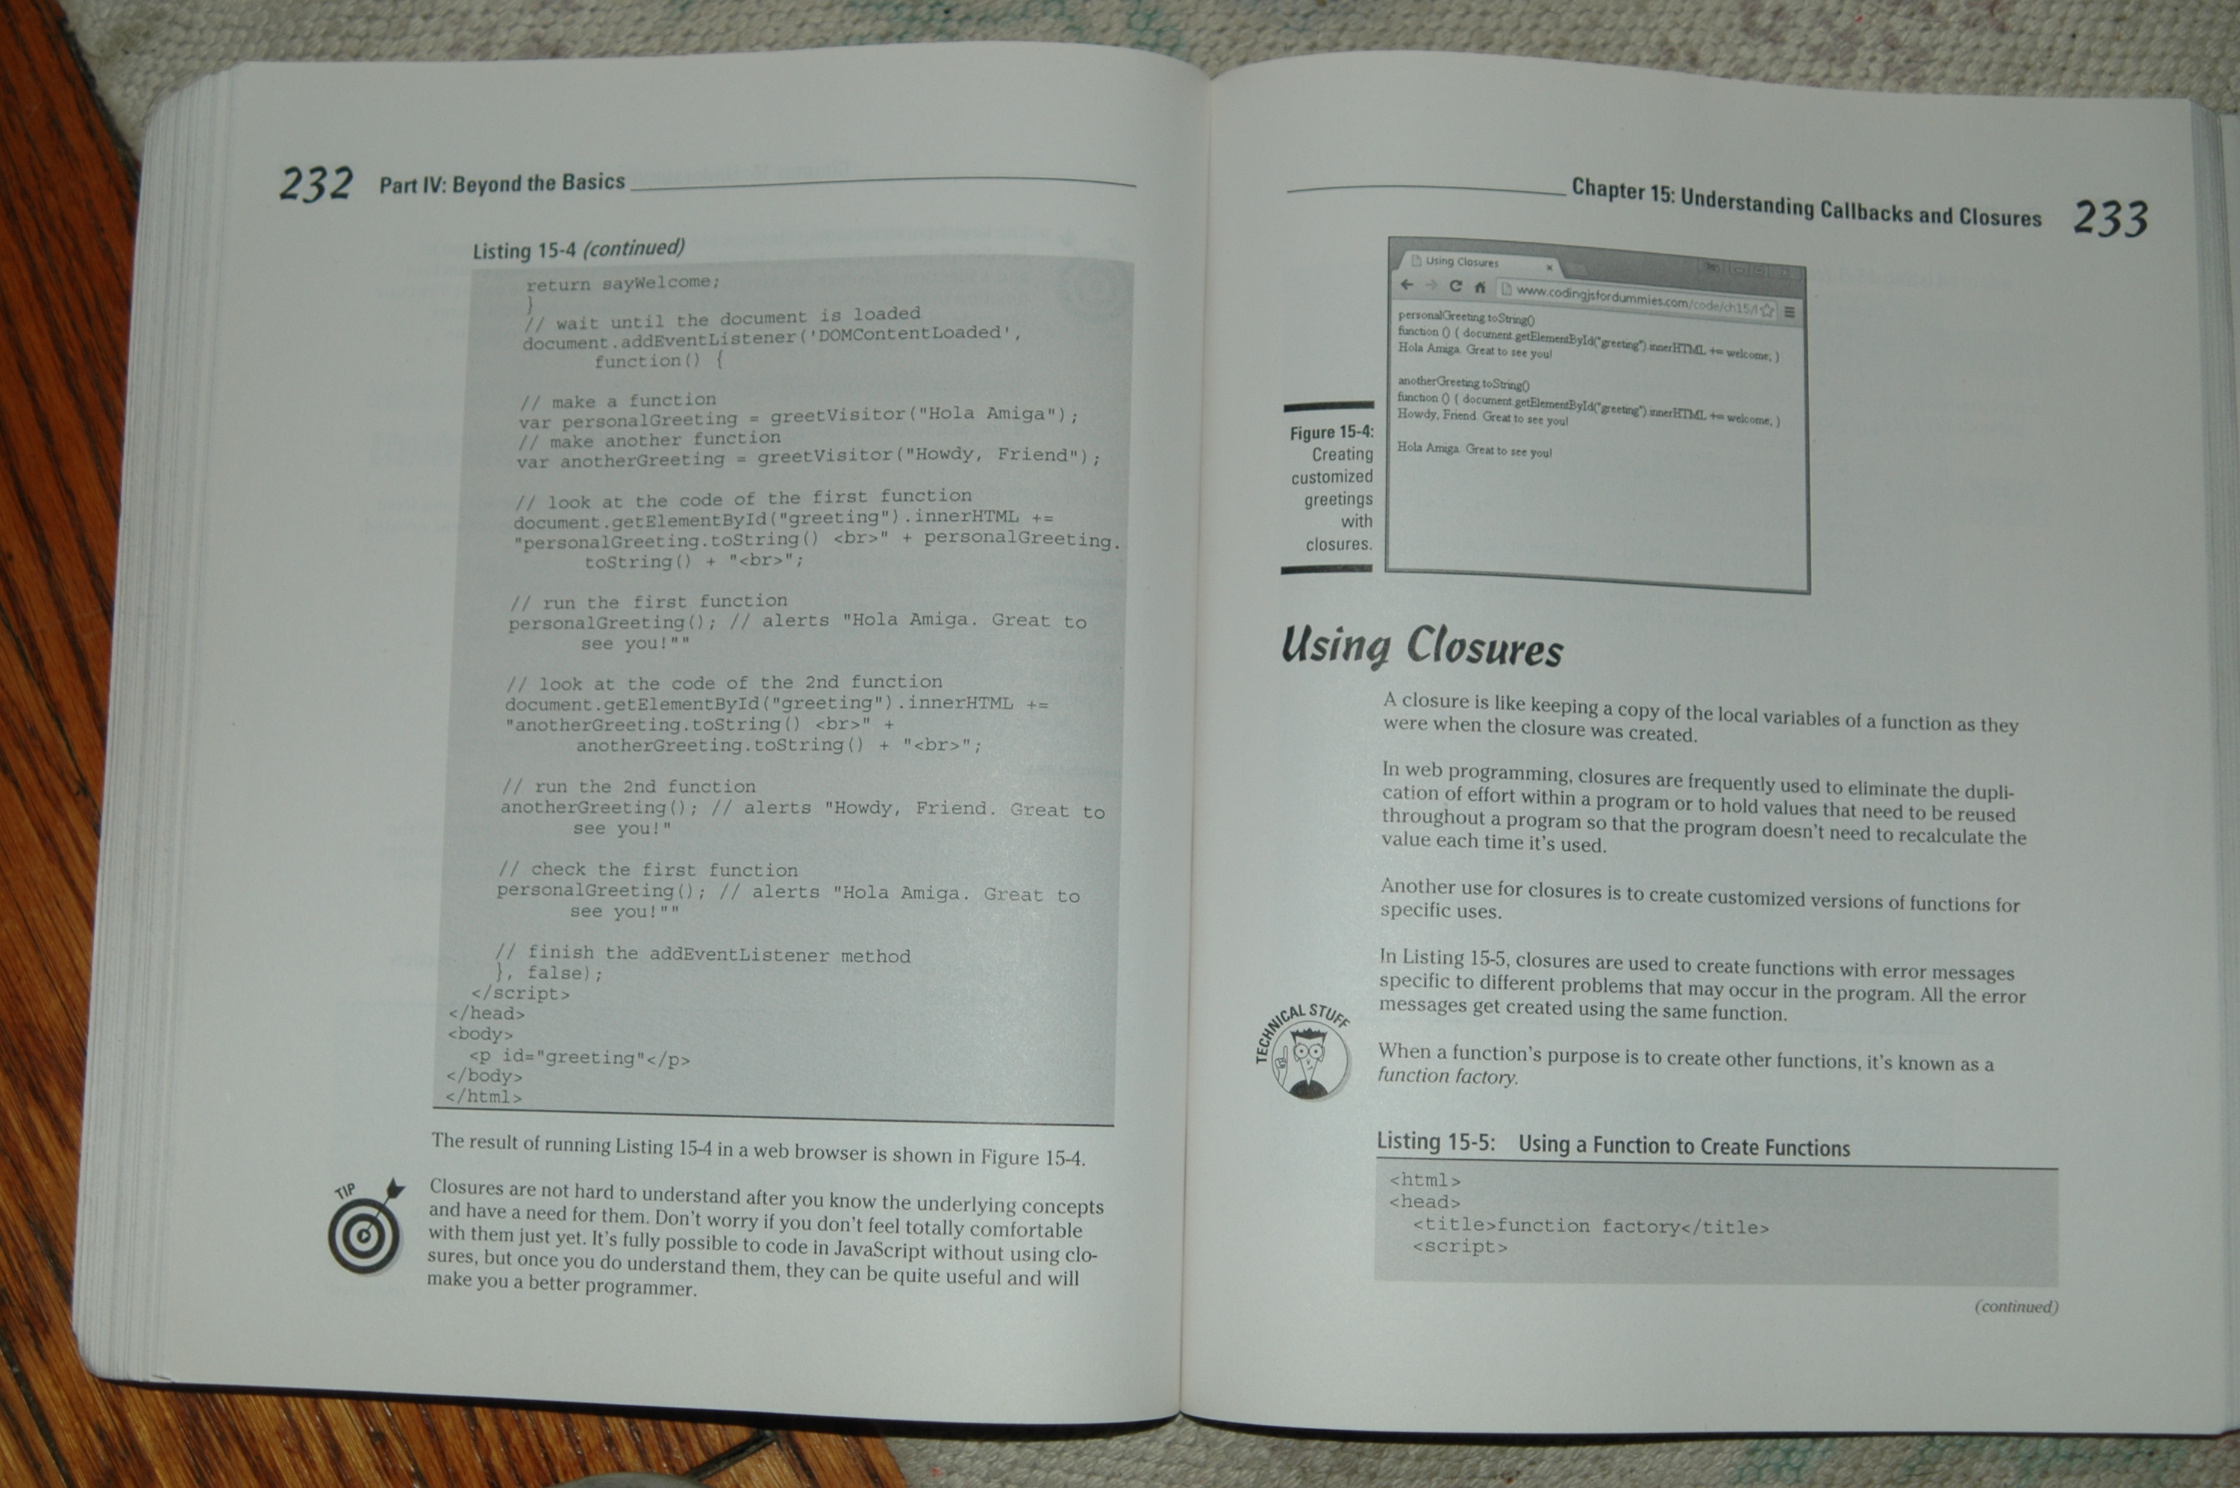 232 Part IV: Beyond the Basics
Listing 15-4 (continued)
return sayWelcome;
}
// wait until the document is loaded
document.addEventListener('DOMContentLoaded',
function() {
// make a function
var personalGreeting = greetVisitor("Hola Amiga");
// make another function
var anotherGreeting = greetVisitor("Howdy, Friend");
// look at the code of the first function
document.getElementById("greeting").innerHTML +=
"personalGreeting.toString() <br>" + personalGreeting.
toString() + "<br>";
// run the first function
personalGreeting(); // alerts "Hola Amiga. Great to
see you!""
// look at the code of the 2nd function
document.getElementById("greeting").innerHTML +=
"anotherGreeting.toString() <br>" +
anotherGreeting.toString() + "<br>";
// run the 2nd function
anotherGreeting(); // alerts "Howdy, Friend. Great to
see you!"
// check the first function
personalGreeting(); // alerts "Hola Amiga. Great to
see you!""
// finish the addEventListener method
}, false);
</script>
</head>
<body>
<p id="greeting"</p>
</body>
</html>
The result of running Listing 15-4 in a web browser is shown in Figure 15-4.
TIP
Closures are not hard to understand after you know the underlying concepts
and have a need for them. Don't worry if you don't feel totally comfortable
with them just yet. It's fully possible to code in JavaScript without using clo-
sures, but once you do understand them, they can be quite useful and will
make you a better programmer.
Chapter 15: Understanding Callbacks and Closures 233
Using Closures
www.codingjsfordummies.com/code/ch15/
personalGreeting.toString()
function () { document.getElementById("greeting").innerHTML += welcome; }
Hola Amiga. Great to see you!
anotherGreeting.toString()
function () { document.getElementById("greeting").innerHTML += welcome; }
Howdy, Friend. Great to see you!
Hola Amiga. Great to see you!
Figure 15-4:
Creating
customized
greetings
with
closures.
Using Closures
A closure is like keeping a copy of the local variables of a function as they
were when the closure was created.
In web programming, closures are frequently used to eliminate the dupli-
cation of effort within a program or to hold values that need to be reused
throughout a program so that the program doesn't need to recalculate the
value each time it's used.
Another use for closures is to create customized versions of functions for
specific uses.
In Listing 15-5, closures are used to create functions with error messages
specific to different problems that may occur in the program. All the error
messages get created using the same function.
TECHNICAL STUFF
When a function's purpose is to create other functions, it's known as a
function factory.
Listing 15-5: Using a Function to Create Functions
<html>
<head>
<title>function factory</title>
<script>
(continued)